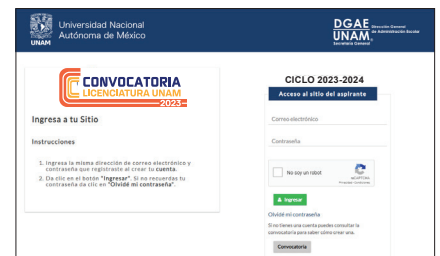 Universidad Nacional
Autónoma de México
UNAM
DGAE
UNAM
Dirección General
de Administración Escolar
Secretaría General
CONVOCATORIA
LICENCIATURA UNAM
2023
Ingresa a tu Sitio
Instrucciones
1. Ingresa la misma dirección de correo electrónico y
contraseña que registraste al crear tu cuenta.
2. Da clic en el botón "Ingresar". Si no recuerdas tu
contraseña da clic en "Olvidé mi contraseña".
CICLO 2023-2024
Acceso al sitio del aspirante
Correo electrónico
Contraseña
No soy un robot
reCAPTCHA
Ingresar
Olvidé mi contraseña
Si no tienes una cuenta puedes consultar la
convocatoria para saber cómo crear una.
Convocatoria